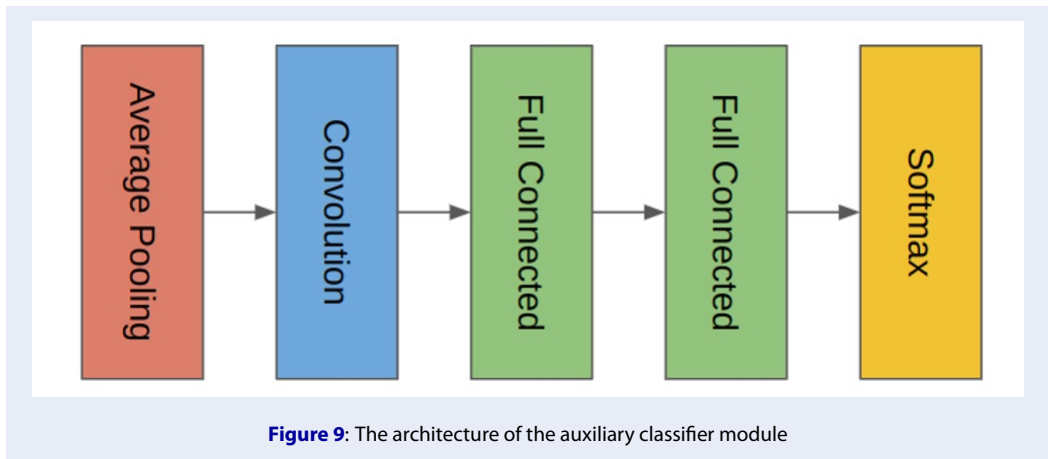 Average Pooling
Convolution
Full Connected
Full Connected
Softmax
Figure 9: The architecture of the auxiliary classifier module